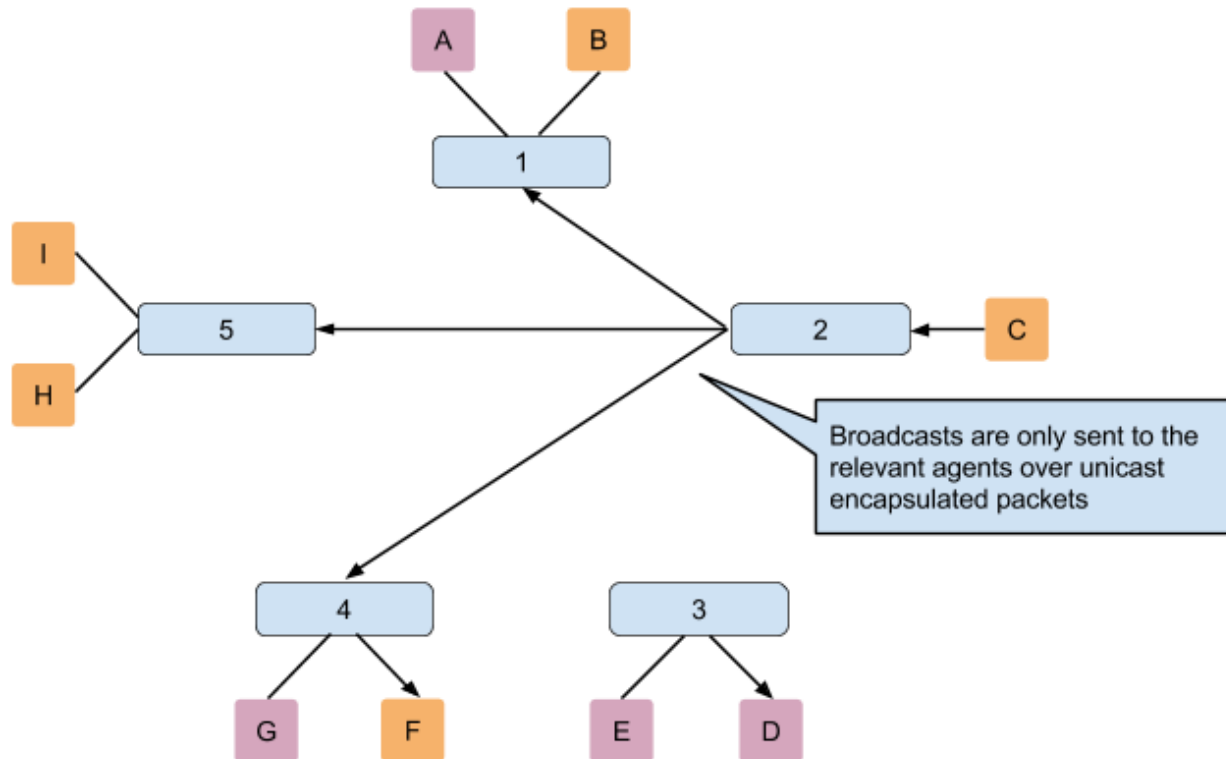 A
B
1
I
5
2
C
H
Broadcasts are only sent to the
relevant agents over unicast
encapsulated packets
4
3
G
F
E
D